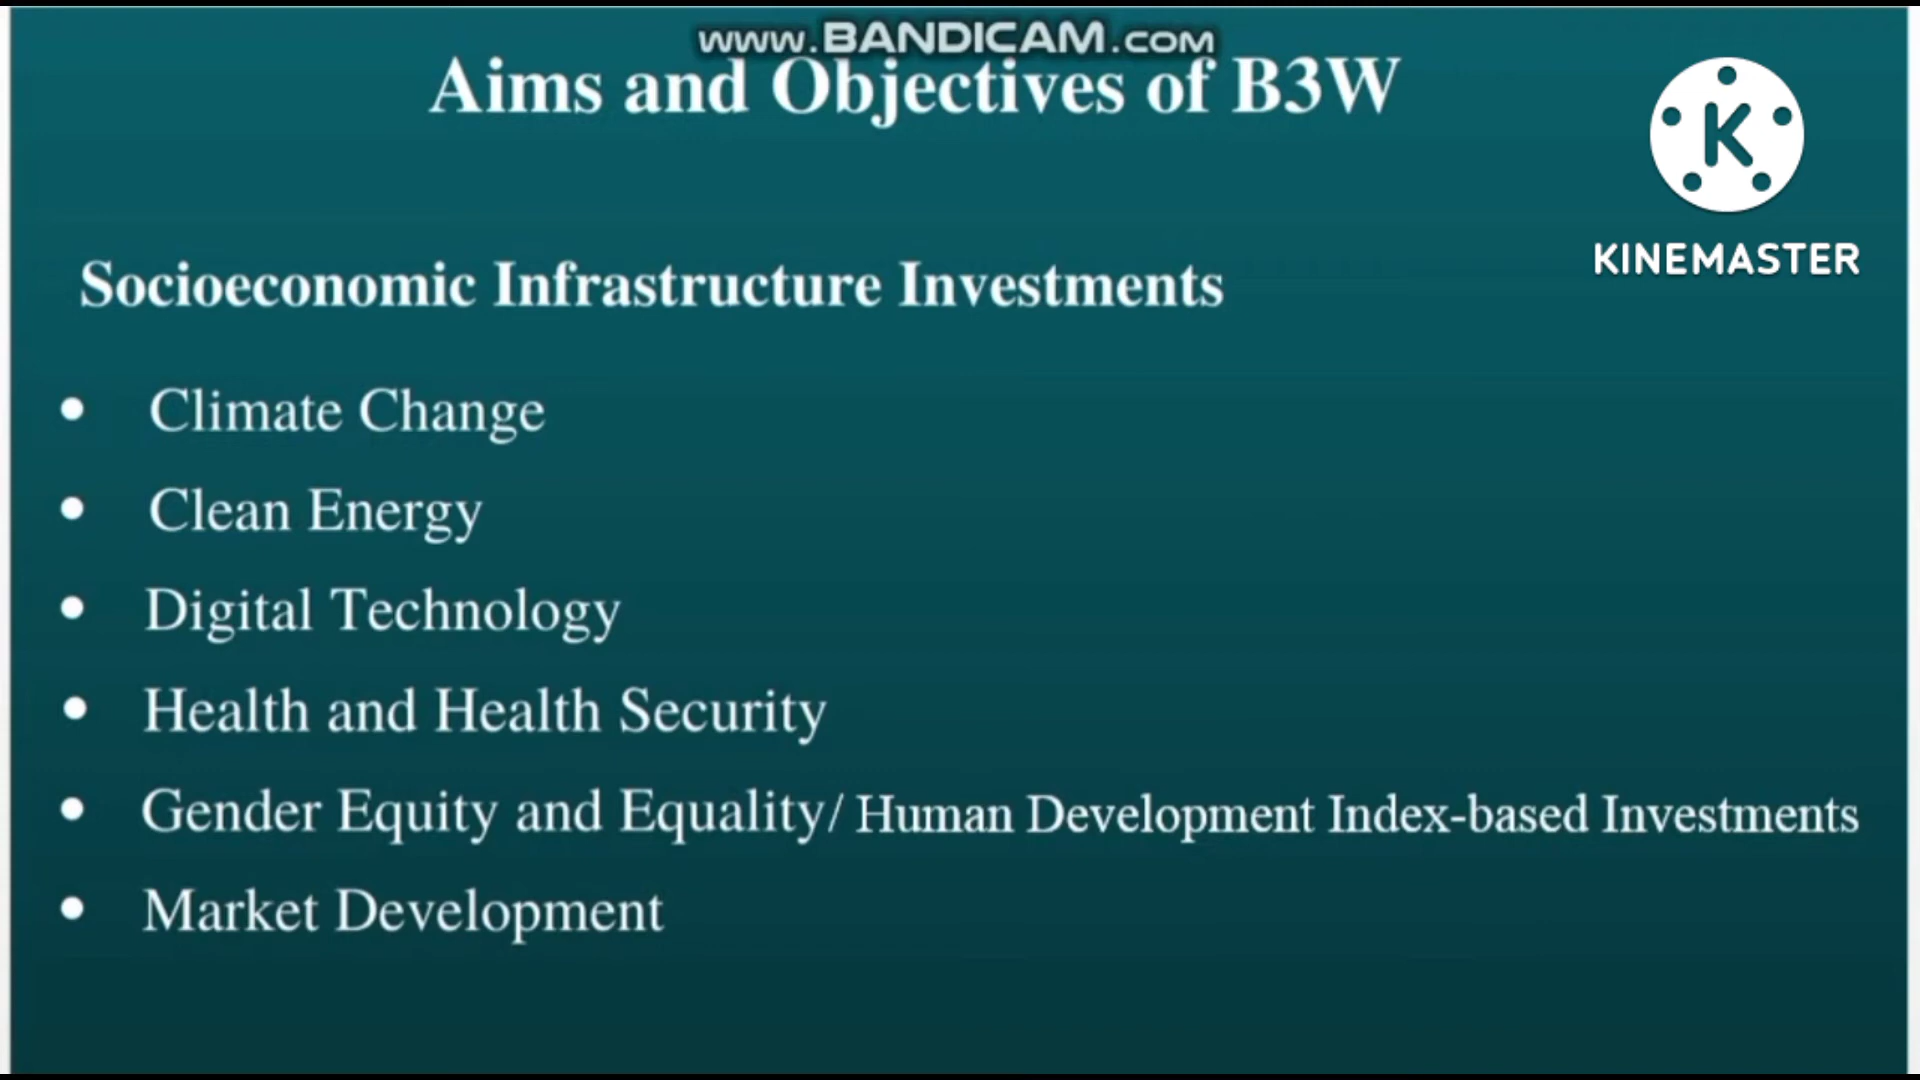 www.BANDICAM.com
Aims and Objectives of B3W
K
KINEMASTER
Socioeconomic Infrastructure Investments
• Climate Change
• Clean Energy
• Digital Technology
• Health and Health Security
• Gender Equity and Equality/ Human Development Index-based Investments
• Market Development